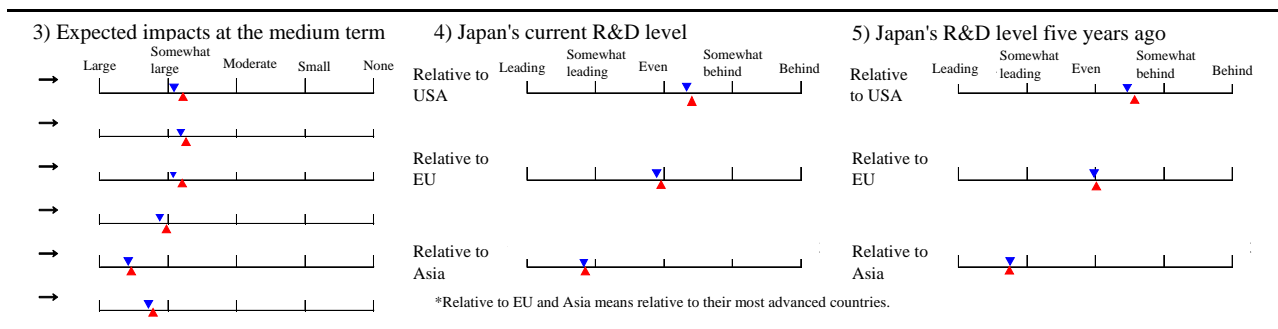 3) Expected impacts at the medium term
Large Somewhat large Moderate Small None
→
→
→
→
→
→
4) Japan's current R&D level
Leading Somewhat leading Even Somewhat behind Behind
Relative to
USA
Relative to
EU
Relative to
Asia
*Relative to EU and Asia means relative to their most advanced countries.
5) Japan's R&D level five years ago
Leading Somewhat leading Even Somewhat behind Behind
Relative
to USA
Relative to
EU
Relative to
Asia